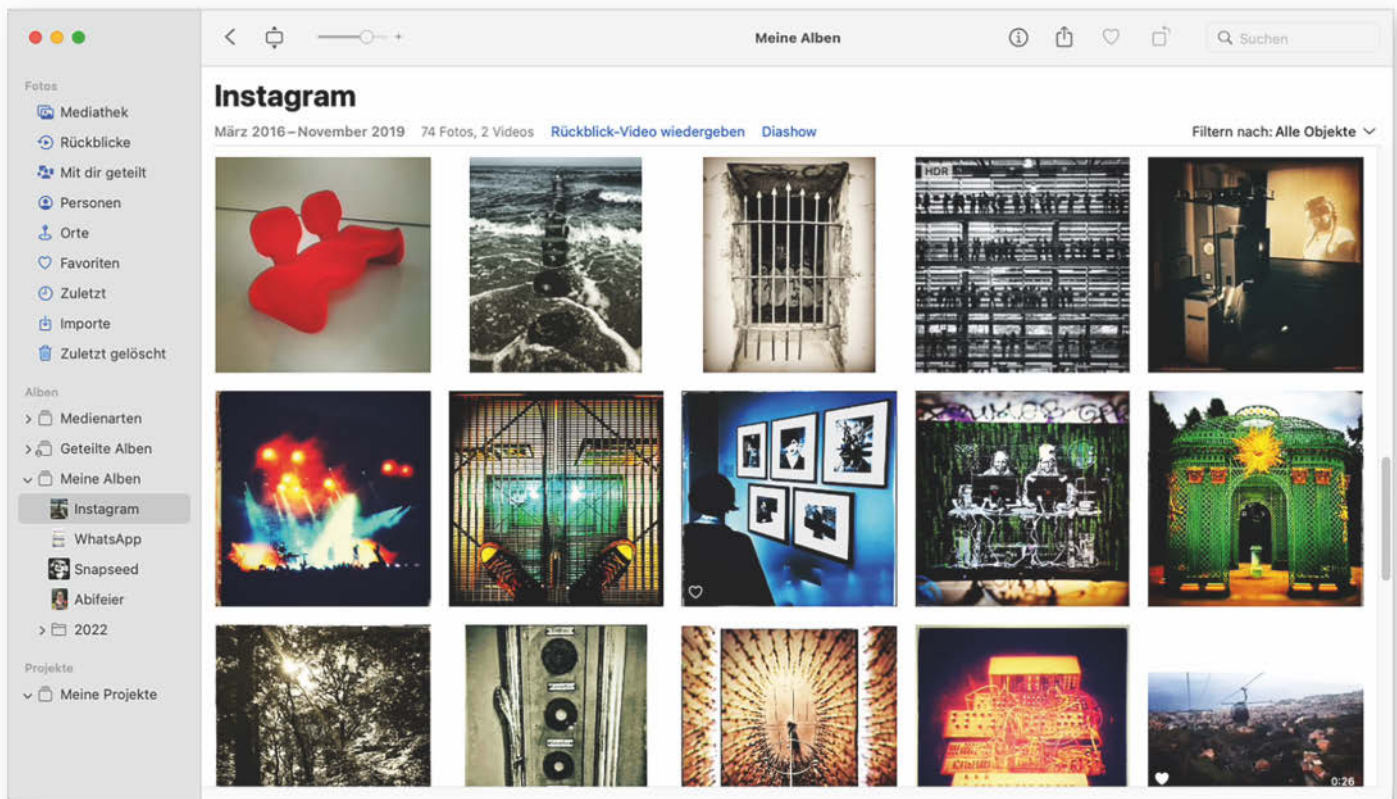 Meine Alben
Suchen
Fotos
Mediathek
Rückblicke
Mit dir geteilt
Personen
Orte
Favoriten
Zuletzt
Importe
Zuletzt gelöscht
Alben
Medienarten
Geteilte Alben
Meine Alben
Instagram
WhatsApp
Snapseed
Abifeier
2022
Projekte
Meine Projekte
Instagram
März 2016–November 2019 74 Fotos, 2 Videos Rückblick-Video wiedergeben Diashow Filtern nach: Alle Objekte
HDR
0:26